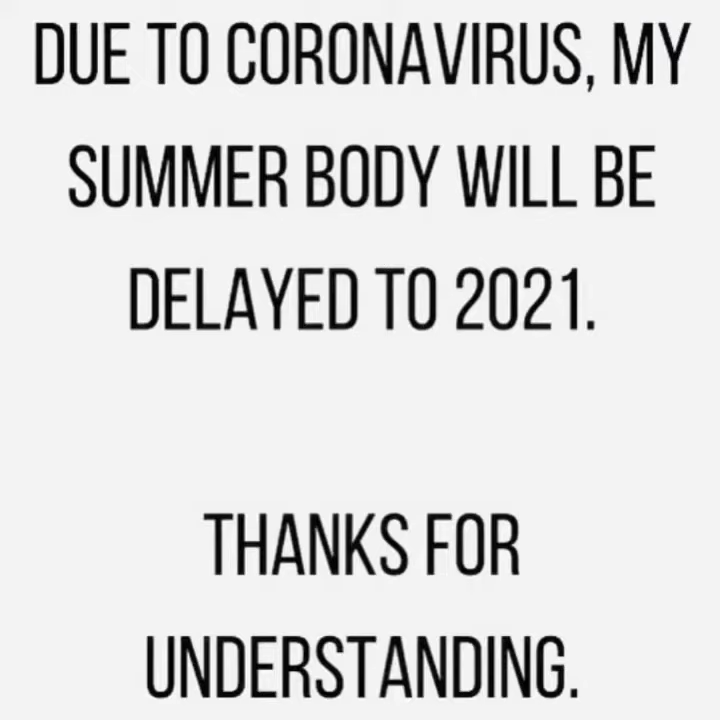 DUE TO CORONAVIRUS, MY
SUMMER BODY WILL BE
DELAYED TO 2021.
THANKS FOR
UNDERSTANDING.